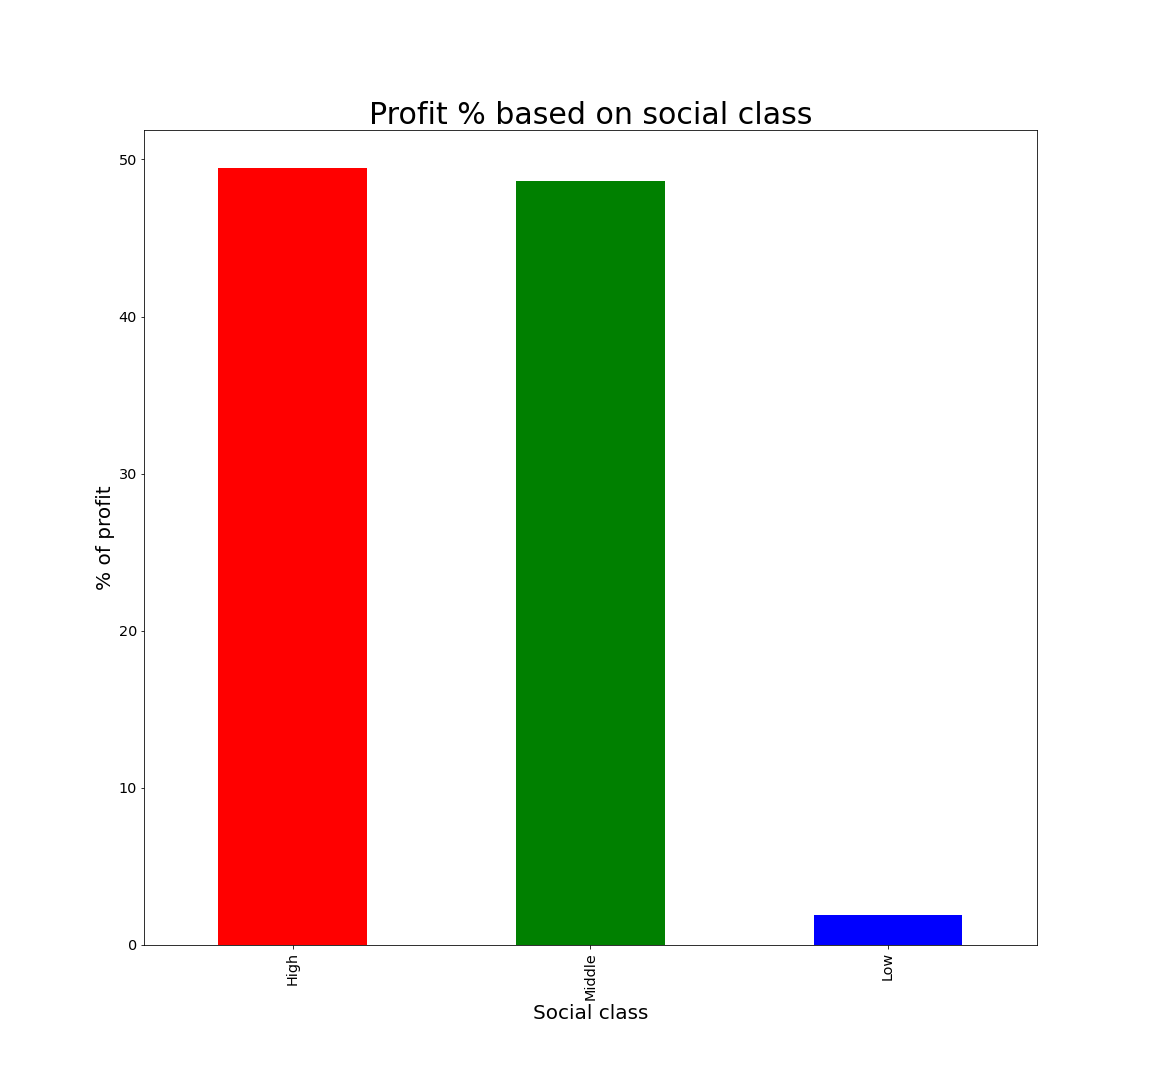 Profit % based on social class
50
40
30
20
10
0
% of profit
High
Middle
Low
Social class